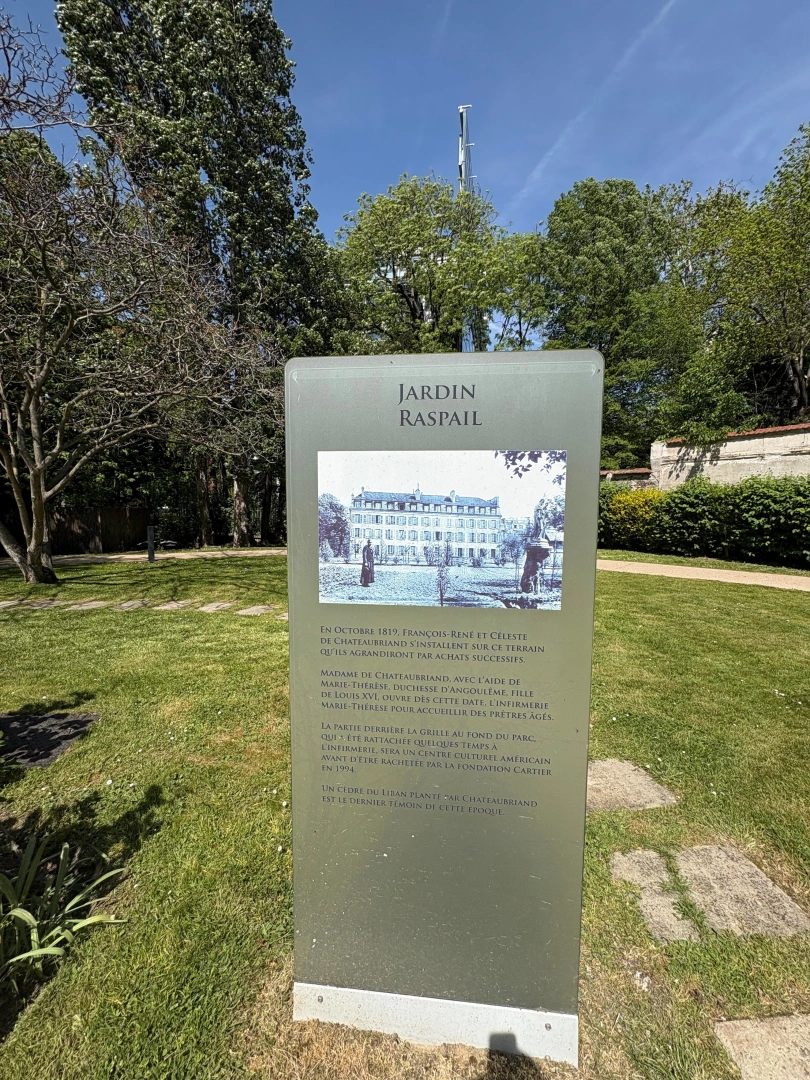 JARDIN
RASPAIL
EN OCTOBRE 1819, FRANÇOIS-RENÉ ET CÉLESTE
DE CHATEAUBRIAND S'INSTALLENT SUR CE TERRAIN
QU'ILS AGRANDIRONT PAR ACHATS SUCCESSIFS.
MADAME DE CHATEAUBRIAND, AVEC L'AIDE DE
MARIE-THÉRÈSE, DUCHESSE D'ANGOULÊME, FILLE
DE LOUIS XVI, OUVRE DÈS CETTE DATE, L'INFIRMERIE
MARIE-THÉRÈSE POUR ACCUEILLIR DES PRÊTRES ÂGÉS.
LA PARTIE DERRIÈRE LA GRILLE AU FOND DU PARC,
QUI A ÉTÉ RATTACHÉE QUELQUES TEMPS À
L'INFIRMERIE, SERA UN CENTRE CULTUREL AMÉRICAIN
AVANT D'ÊTRE RACHETÉE PAR LA FONDATION CARTIER
EN 1994.
UN CÈDRE DU LIBAN PLANTÉ PAR CHATEAUBRIAND
EST LE DERNIER TÉMOIN DE CETTE ÉPOQUE.